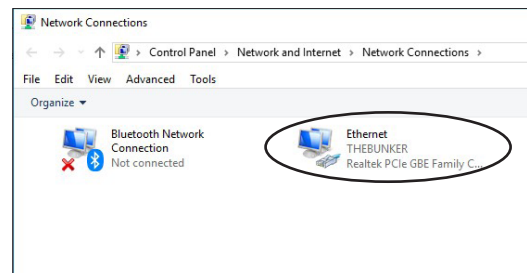 Network Connections
Control Panel > Network and Internet > Network Connections >
File Edit View Advanced Tools
Organize
Bluetooth Network
Connection
Not connected
Ethernet
THEBUNKER
Realtek PCIe GBE Family C...